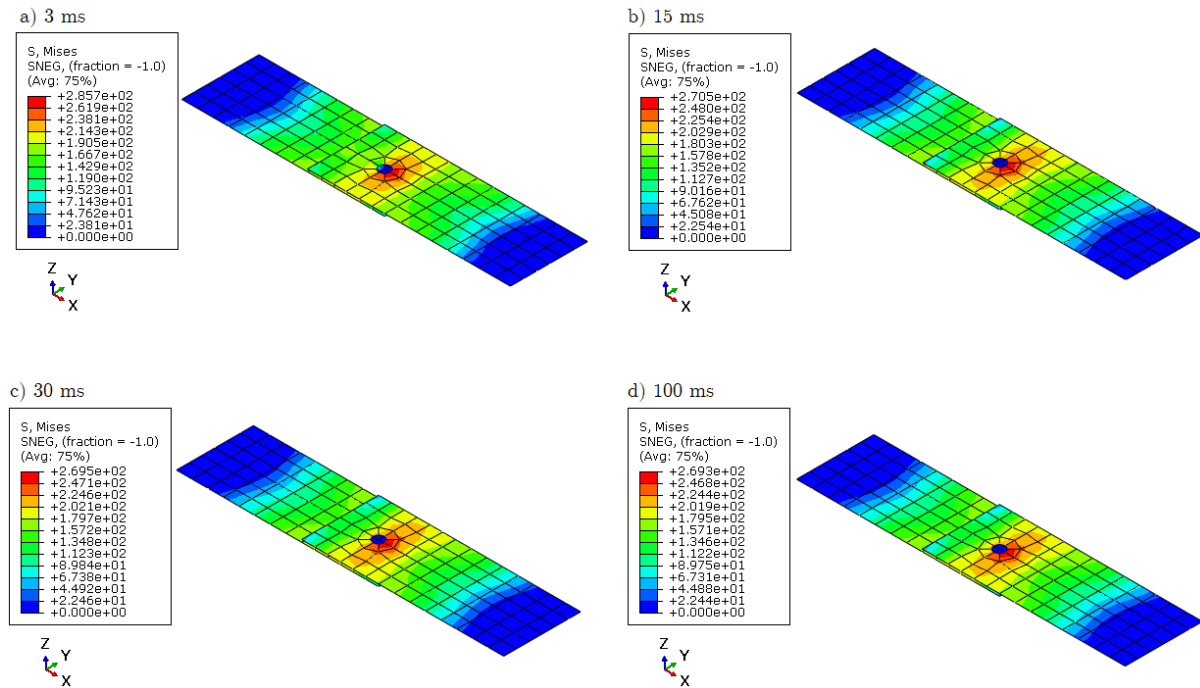 a) 3 ms
S, Mises
SNEG, (fraction = -1.0)
(Avg: 75%)
+2.857e+02
+2.619e+02
+2.381e+02
+2.143e+02
+1.905e+02
+1.667e+02
+1.429e+02
+1.190e+02
+9.523e+01
+7.143e+01
+4.762e+01
+2.381e+01
+0.000e+00
Z
Y
X
b) 15 ms
S, Mises
SNEG, (fraction = -1.0)
(Avg: 75%)
+2.705e+02
+2.480e+02
+2.254e+02
+2.029e+02
+1.803e+02
+1.578e+02
+1.352e+02
+1.127e+02
+9.016e+01
+6.762e+01
+4.508e+01
+2.254e+01
+0.000e+00
Z
Y
X
c) 30 ms
S, Mises
SNEG, (fraction = -1.0)
(Avg: 75%)
+2.695e+02
+2.471e+02
+2.246e+02
+2.021e+02
+1.797e+02
+1.572e+02
+1.348e+02
+1.123e+02
+8.984e+01
+6.738e+01
+4.492e+01
+2.246e+01
+0.000e+00
Z
Y
X
d) 100 ms
S, Mises
SNEG, (fraction = -1.0)
(Avg: 75%)
+2.693e+02
+2.468e+02
+2.244e+02
+2.019e+02
+1.795e+02
+1.571e+02
+1.346e+02
+1.122e+02
+8.975e+01
+6.731e+01
+4.488e+01
+2.244e+01
+0.000e+00
Z
Y
X